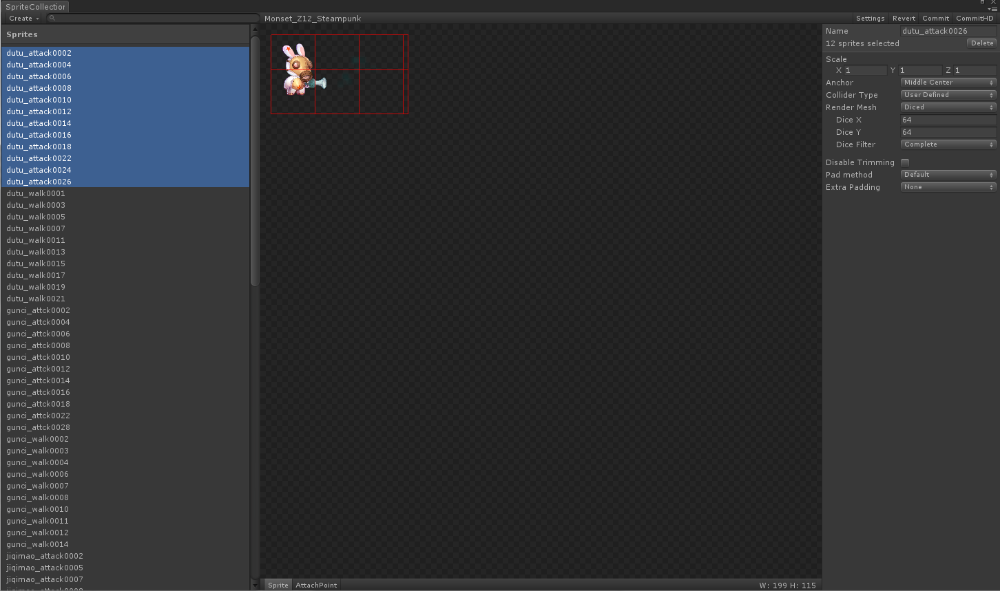 SpriteCollection
Create
Monset_Z12_Steampunk
Settings Revert Commit CommitHD
Sprites
dutu_attack0002
dutu_attack0004
dutu_attack0006
dutu_attack0008
dutu_attack0010
dutu_attack0012
dutu_attack0014
dutu_attack0016
dutu_attack0018
dutu_attack0022
dutu_attack0024
dutu_attack0026
dutu_walk0001
dutu_walk0003
dutu_walk0005
dutu_walk0007
dutu_walk0011
dutu_walk0013
dutu_walk0015
dutu_walk0017
dutu_walk0019
dutu_walk0021
gunci_attck0002
gunci_attck0004
gunci_attck0006
gunci_attck0008
gunci_attck0010
gunci_attck0012
gunci_attck0014
gunci_attck0016
gunci_attck0018
gunci_attck0022
gunci_attck0028
gunci_walk0002
gunci_walk0003
gunci_walk0004
gunci_walk0006
gunci_walk0007
gunci_walk0008
gunci_walk0010
gunci_walk0011
gunci_walk0012
gunci_walk0014
jiqimao_attack0002
jiqimao_attack0005
jiqimao_attack0007
Sprite AttachPoint
W: 199 H: 115
Name dutu_attack0026
12 sprites selected Delete
Scale
X 1 Y 1 Z 1
Anchor Middle Center
Collider Type User Defined
Render Mesh Diced
Dice X 64
Dice Y 64
Dice Filter Complete
Disable Trimming
Pad method Default
Extra Padding None